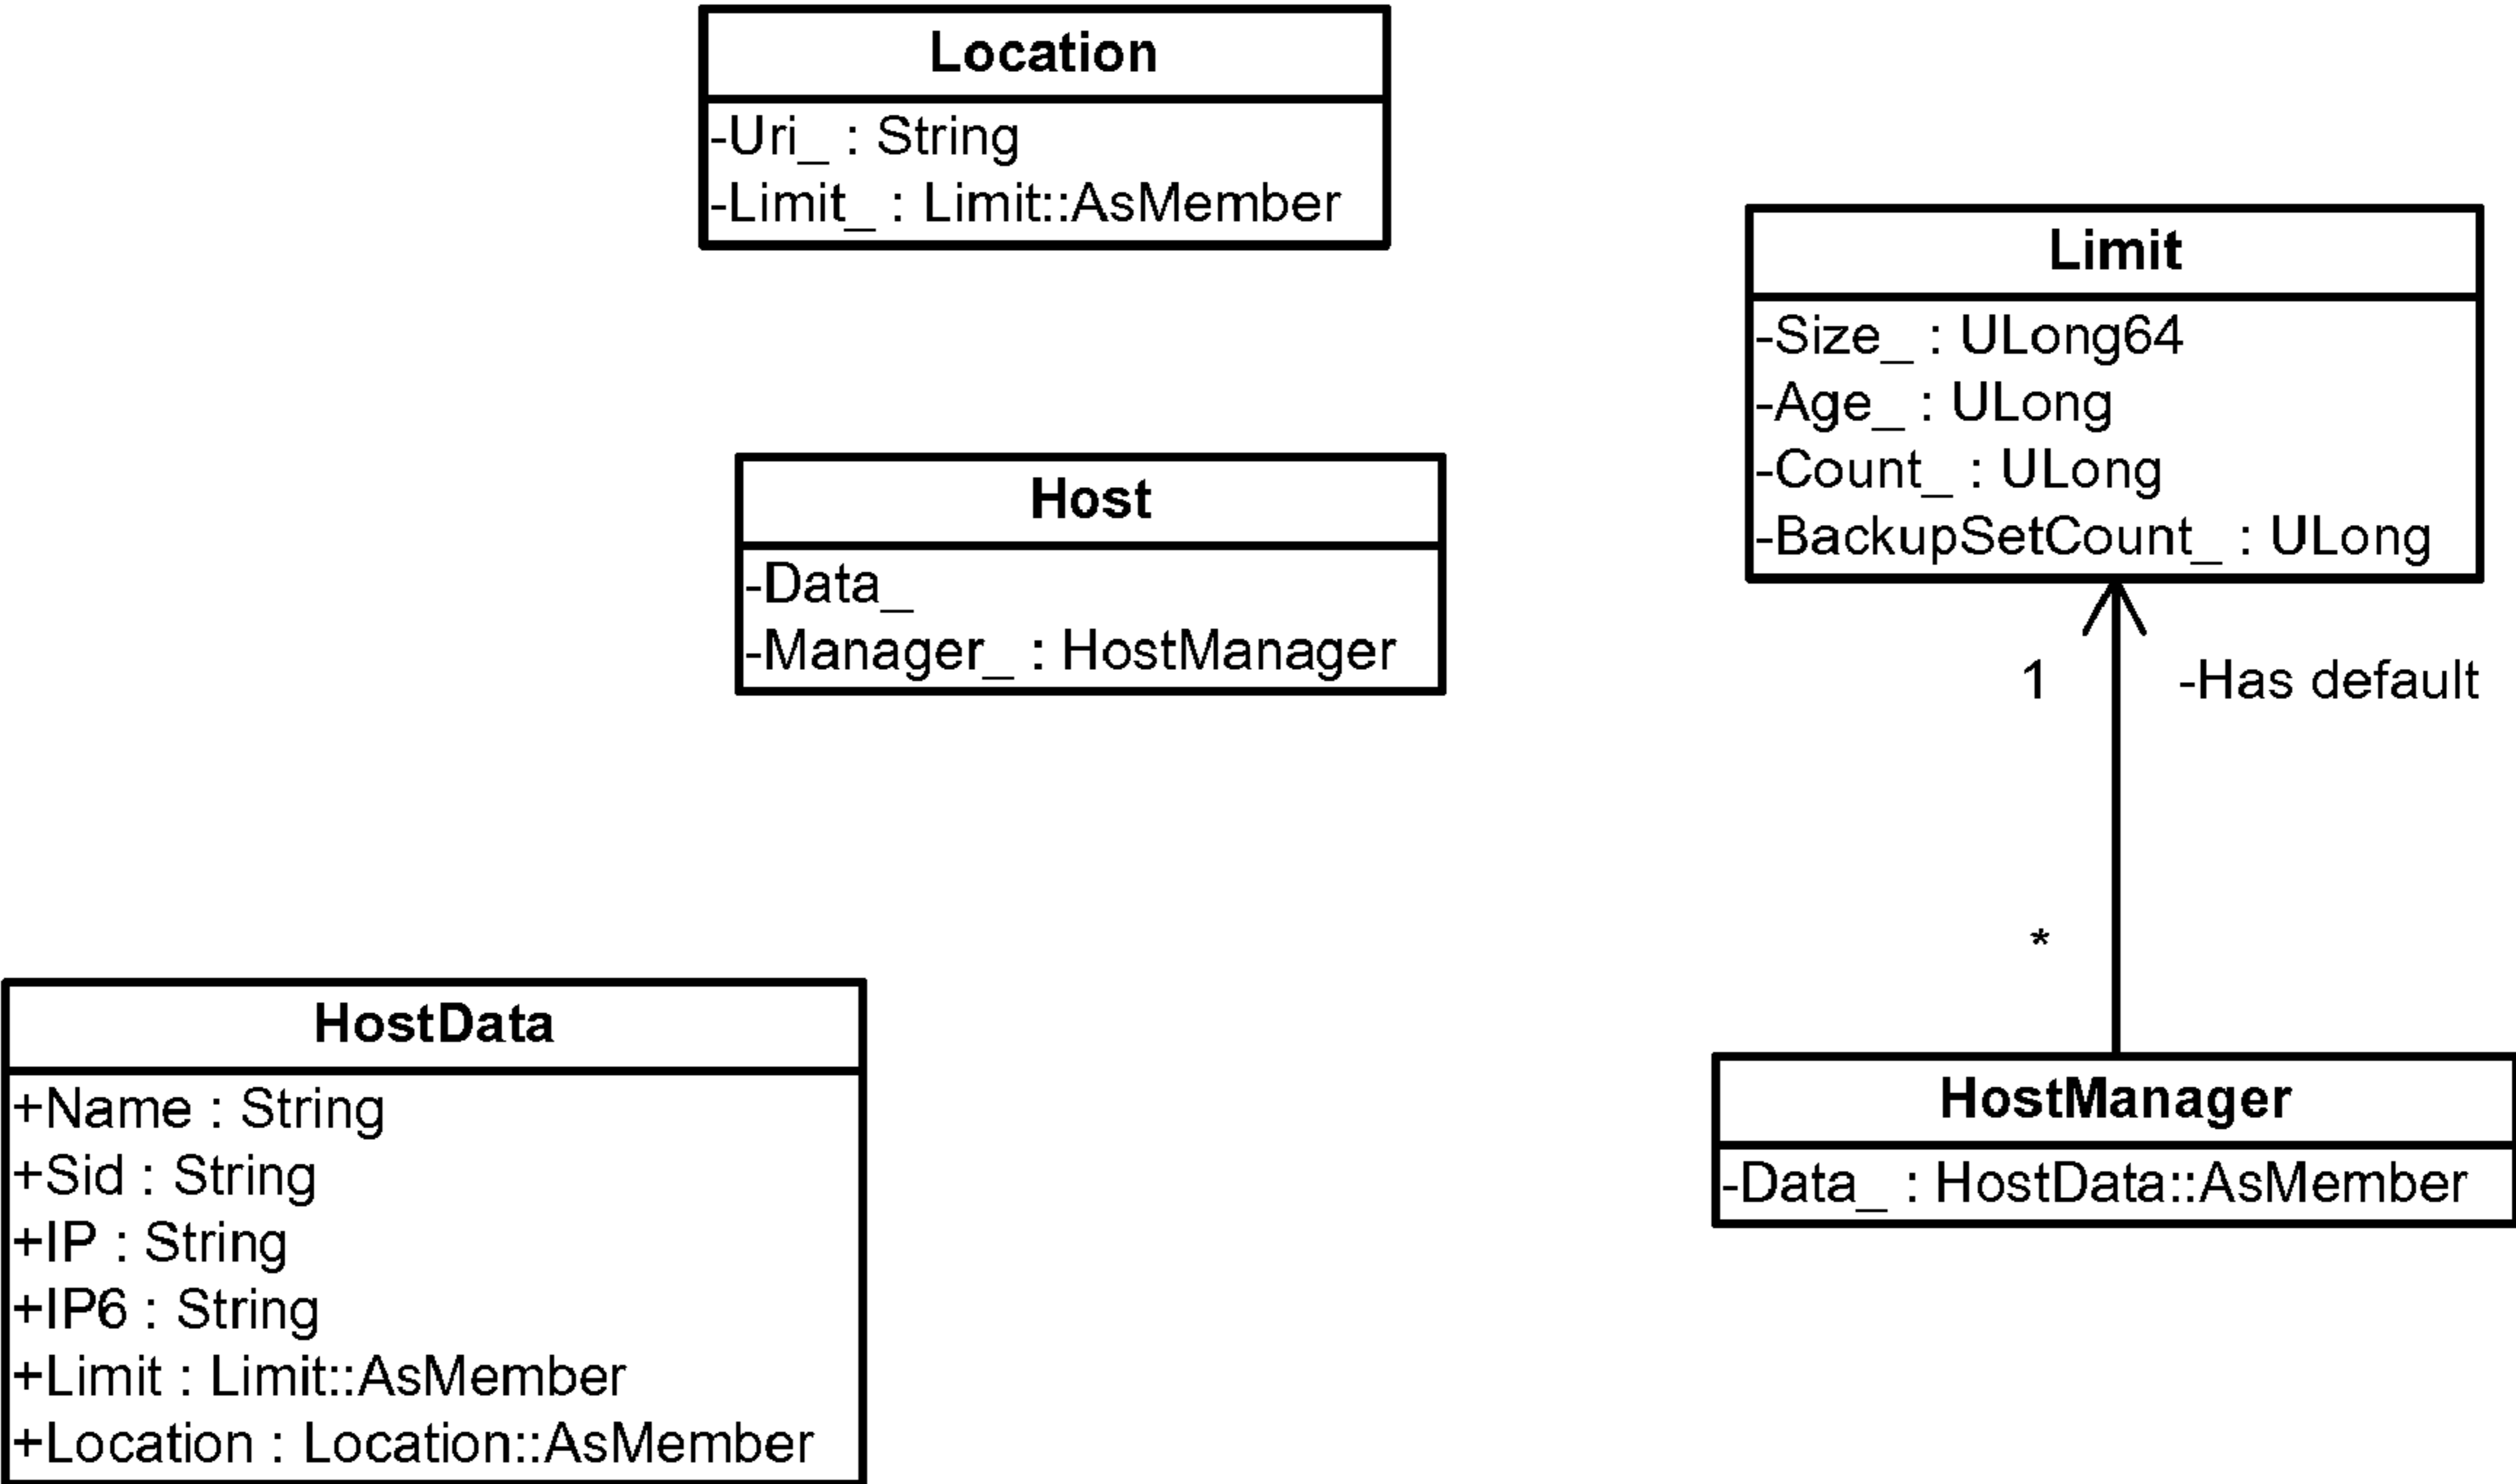 Location
-Uri_ : String
-Limit_ : Limit::AsMember
Limit
-Size_ : ULong64
-Age_ : ULong
-Count_ : ULong
-BackupSetCount_ : ULong
Host
-Data_
-Manager_ : HostManager
1
-Has default
*
HostData
+Name : String
+Sid : String
+IP : String
+IP6 : String
+Limit : Limit::AsMember
+Location : Location::AsMember
HostManager
-Data_ : HostData::AsMember